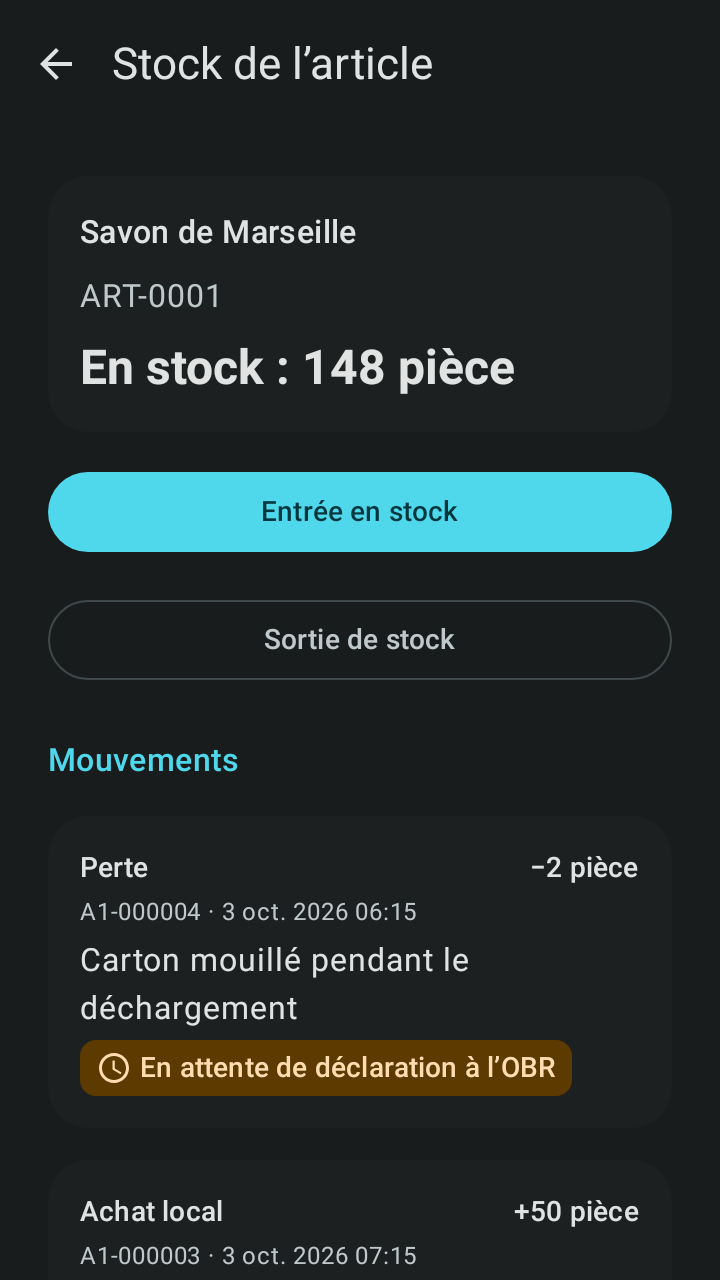 Stock de l’article
Savon de Marseille
ART-0001
En stock : 148 pièce
Entrée en stock
Sortie de stock
Mouvements
Perte
−2 pièce
A1-000004 · 3 oct. 2026 06:15
Carton mouillé pendant le
déchargement
En attente de déclaration à l’OBR
Achat local
+50 pièce
A1-000003 · 3 oct. 2026 07:15